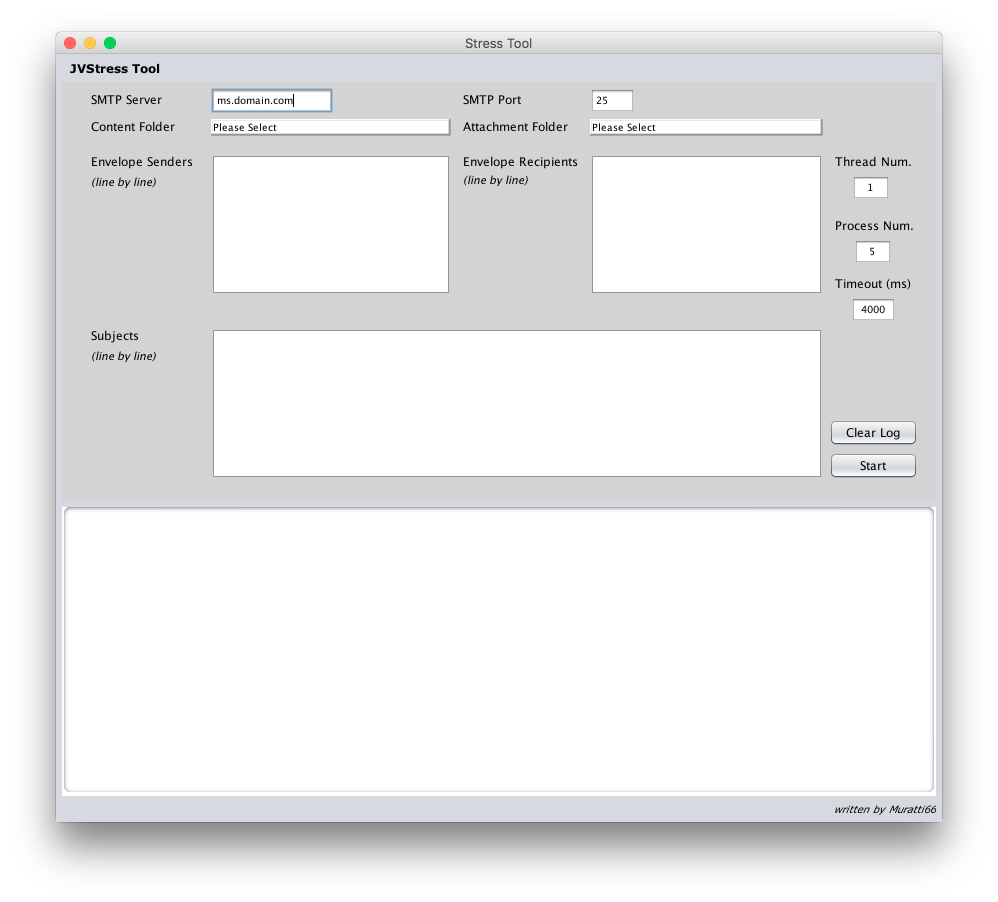 Stress Tool
JVStress Tool
SMTP Server
ms.domain.com
SMTP Port
25
Content Folder
Please Select
Attachment Folder
Please Select
Envelope Senders
(line by line)
Envelope Recipients
(line by line)
Thread Num.
1
Process Num.
5
Timeout (ms)
4000
Subjects
(line by line)
Clear Log
Start
written by Muratti66